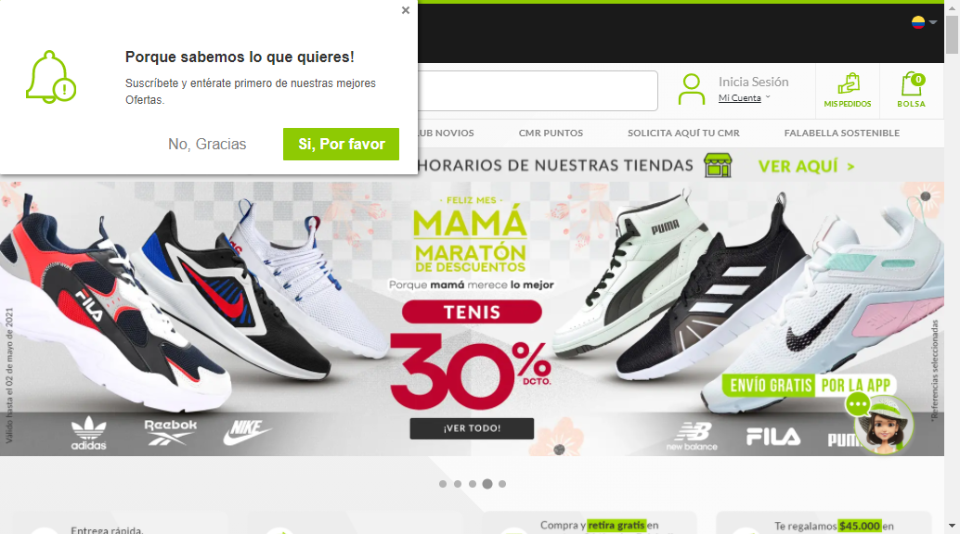 ×
Porque sabemos lo que quieres!
Suscríbete y entérate primero de nuestras mejores
Ofertas.
No, Gracias
Si, Por favor
Inicia Sesión
Mi Cuenta
MIS PEDIDOS
0
BOLSA
LUB NOVIOS
CMR PUNTOS
SOLICITA AQUÍ TU CMR
FALABELLA SOSTENIBLE
HORARIOS DE NUESTRAS TIENDAS
VER AQUÍ >
· FELIZ MES ·
MAMÁ
MARATÓN
DE DESCUENTOS
Porque mamá merece lo mejor
TENIS
30%
DCTO.
¡VER TODO!
Válido hasta el 02 de mayo de 2021
FILA
PUMA
ENVÍO GRATIS POR LA APP
*Referencias seleccionadas
adidas
Reebok
NIKE
new balance
FILA
PUM
Entrega rápida,
Compra y retira gratis en
Te regalamos $45.000 en